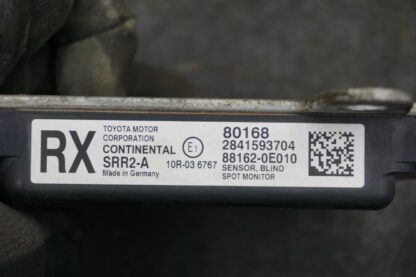 RX
TOYOTA MOTOR
CORPORATION
CONTINENTAL E1
SRR2-A 10R-03 6767
Made in Germany
80168
2841593704
88162-0E010
SENSOR, BLIND
SPOT MONITOR